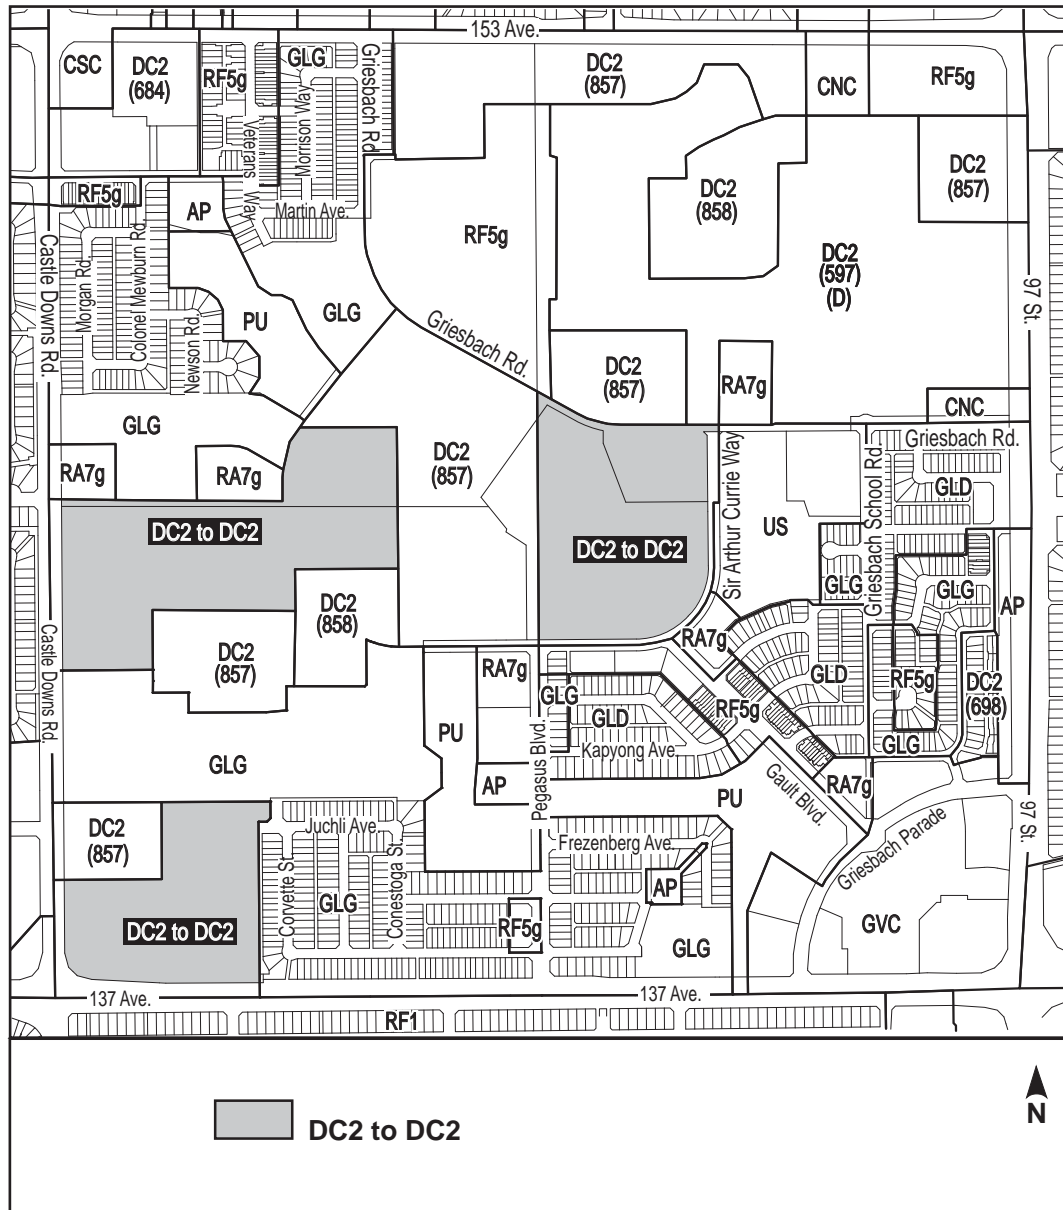 153 Ave.
CSC
DC2
(684)
RF5g
GLG
Griesbach Rd.
Morrison Way
Veterans Way
DC2
(857)
CNC
RF5g
RF5g
AP
Martin Ave.
RF5g
DC2
(858)
DC2
(857)
Castle Downs Rd.
Morgan Rd.
Colonel Mewburn Rd.
Newson Rd.
PU
GLG
Griesbach Rd.
DC2
(597)
(D)
97 St.
DC2
(857)
RA7g
CNC
GLG
RA7g
RA7g
DC2
(857)
Sir Arthur Currie Way
Griesbach School Rd.
Griesbach Rd.
GLD
US
DC2 to DC2
DC2 to DC2
GLG
GLG
AP
DC2
(858)
Castle Downs Rd.
DC2
(857)
RA7g
RA7g
GLD
RF5g
DC2
(698)
GLG
PU
GLG
GLD
RF5g
GLG
Kapyong Ave.
Pegasus Blvd.
AP
PU
Gault Blvd.
RA7g
97 St.
DC2
(857)
Juchli Ave.
Frezenberg Ave.
Griesbach Parade
Corvette St.
GLG
Conestoga St.
AP
RF5g
DC2 to DC2
GLG
GVC
137 Ave.
137 Ave.
RF1
N
DC2 to DC2